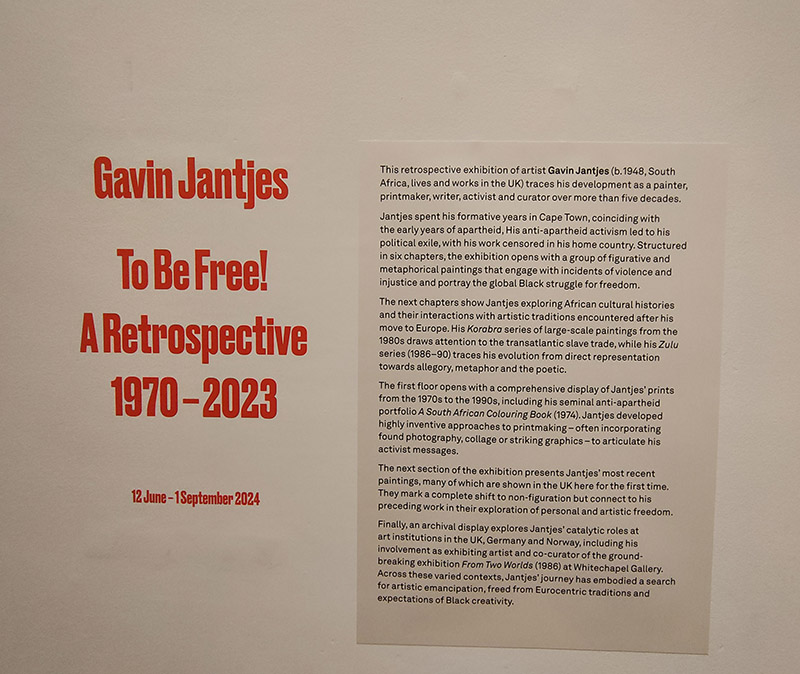 Gavin Jantjes
To Be Free!
A Retrospective
1970 – 2023
12 June – 1 September 2024
This retrospective exhibition of artist Gavin Jantjes (b.1948, South
Africa, lives and works in the UK) traces his development as a painter,
printmaker, writer, activist and curator over more than five decades.
Jantjes spent his formative years in Cape Town, coinciding with
the early years of apartheid, His anti-apartheid activism led to his
political exile, with his work censored in his home country. Structured
in six chapters, the exhibition opens with a group of figurative and
metaphorical paintings that engage with incidents of violence and
injustice and portray the global Black struggle for freedom.
The next chapters show Jantjes exploring African cultural histories
and their interactions with artistic traditions encountered after his
move to Europe. His Korabra series of large-scale paintings from the
1980s draws attention to the transatlantic slave trade, while his Zulu
series (1986–90) traces his evolution from direct representation
towards allegory, metaphor and the poetic.
The first floor opens with a comprehensive display of Jantjes' prints
from the 1970s to the 1990s, including his seminal anti-apartheid
portfolio A South African Colouring Book (1974). Jantjes developed
highly inventive approaches to printmaking – often incorporating
found photography, collage or striking graphics – to articulate his
activist messages.
The next section of the exhibition presents Jantjes' most recent
paintings, many of which are shown in the UK here for the first time.
They mark a complete shift to non-figuration but connect to his
preceding work in their exploration of personal and artistic freedom.
Finally, an archival display explores Jantjes' catalytic roles at
art institutions in the UK, Germany and Norway, including his
involvement as exhibiting artist and co-curator of the ground-
breaking exhibition From Two Worlds (1986) at Whitechapel Gallery.
Across these varied contexts, Jantjes' journey has embodied a search
for artistic emancipation, freed from Eurocentric traditions and
expectations of Black creativity.